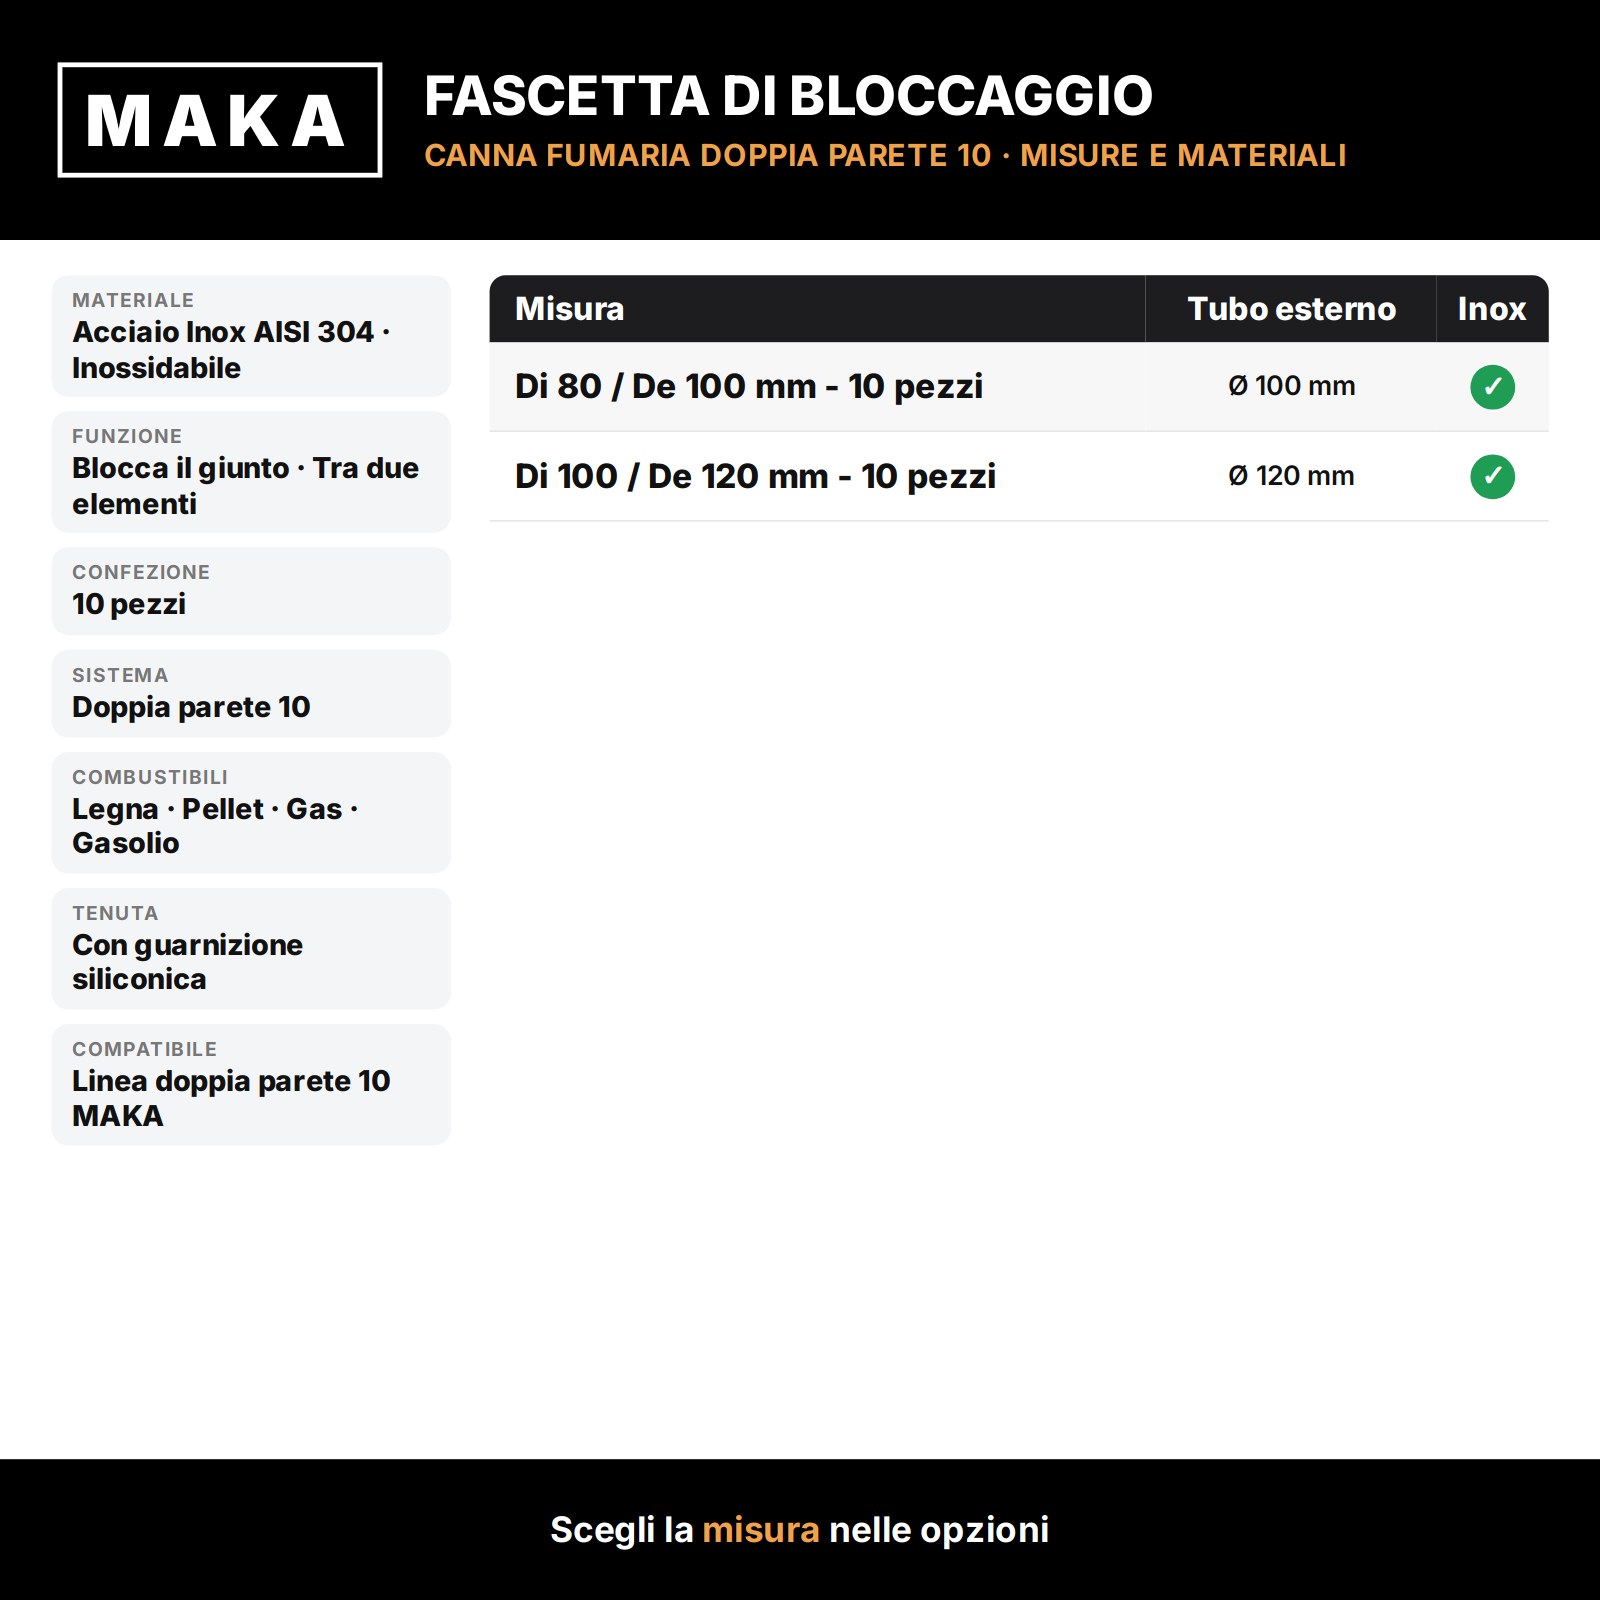 MAKA
FASCETTA DI BLOCCAGGIO
CANNA FUMARIA DOPPIA PARETE 10 · MISURE E MATERIALI
MATERIALE
Acciaio Inox AISI 304 ·
Inossidabile
FUNZIONE
Blocca il giunto · Tra due
elementi
CONFEZIONE
10 pezzi
SISTEMA
Doppia parete 10
COMBUSTIBILI
Legna · Pellet · Gas ·
Gasolio
TENUTA
Con guarnizione
siliconica
COMPATIBILE
Linea doppia parete 10
MAKA
Misura Tubo esterno Inox
Di 80 / De 100 mm - 10 pezzi Ø 100 mm ✓
Di 100 / De 120 mm - 10 pezzi Ø 120 mm ✓
Scegli la misura nelle opzioni